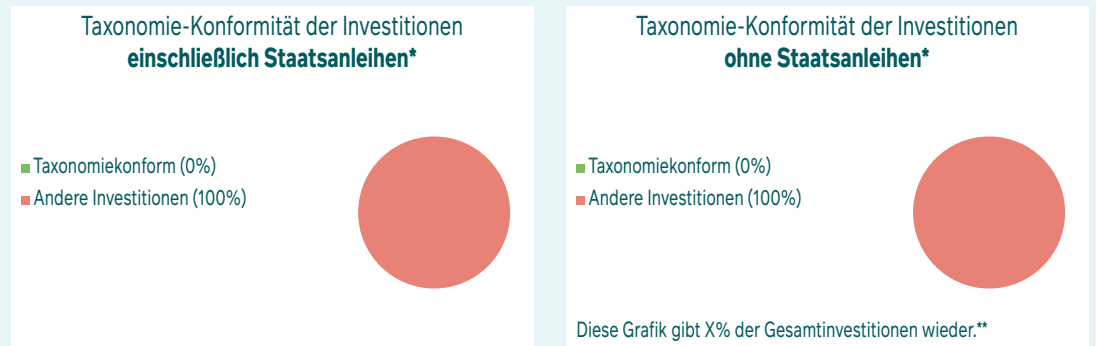 Taxonomie-Konformität der Investitionen
einschließlich Staatsanleihen*
Taxonomiekonform (0%)
Andere Investitionen (100%)
Taxonomie-Konformität der Investitionen
ohne Staatsanleihen*
Taxonomiekonform (0%)
Andere Investitionen (100%)
Diese Grafik gibt X% der Gesamtinvestitionen wieder.**